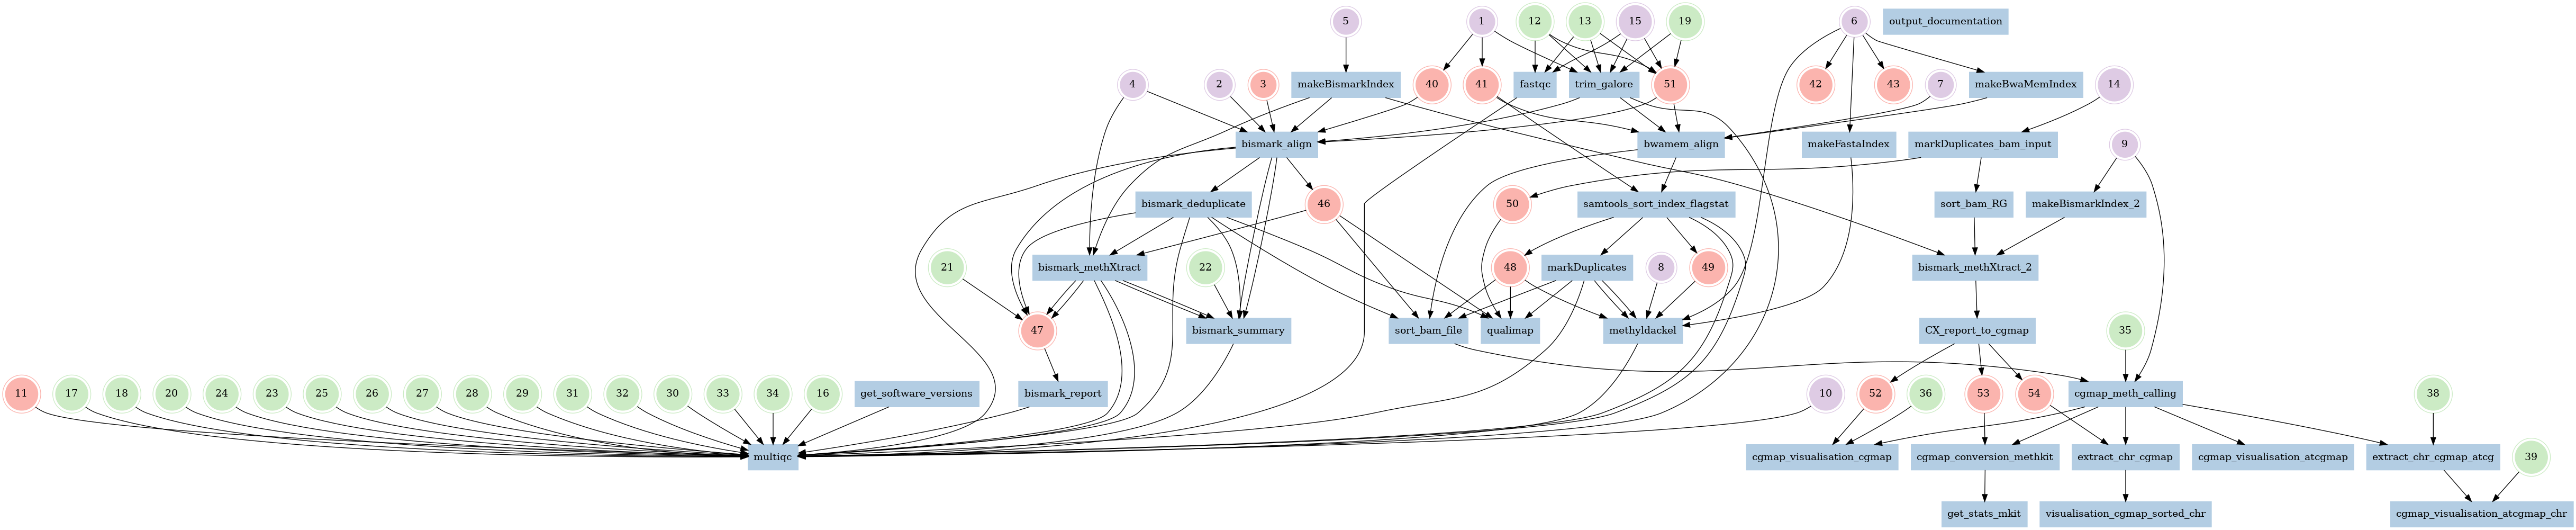 5
1
12
13
15
19
6
output_documentation
4
2
3
makeBismarkIndex
40
41
fastqc
trim_galore
51
42
43
7
makeBwaMemIndex
14
bismark_align
bwamem_align
makeFastaIndex
markDuplicates_bam_input
9
bismark_deduplicate
46
50
samtools_sort_index_flagstat
sort_bam_RG
makeBismarkIndex_2
21
bismark_methXtract
22
48
markDuplicates
8
49
bismark_methXtract_2
47
bismark_summary
sort_bam_file
qualimap
methyldackel
CX_report_to_cgmap
35
11
17
18
20
24
23
25
26
27
28
29
31
32
30
33
34
16
get_software_versions
bismark_report
10
52
36
53
54
cgmap_meth_calling
38
multiqc
cgmap_visualisation_cgmap
cgmap_conversion_methkit
extract_chr_cgmap
cgmap_visualisation_atcgmap
extract_chr_cgmap_atcg
39
get_stats_mkit
visualisation_cgmap_sorted_chr
cgmap_visualisation_atcgmap_chr